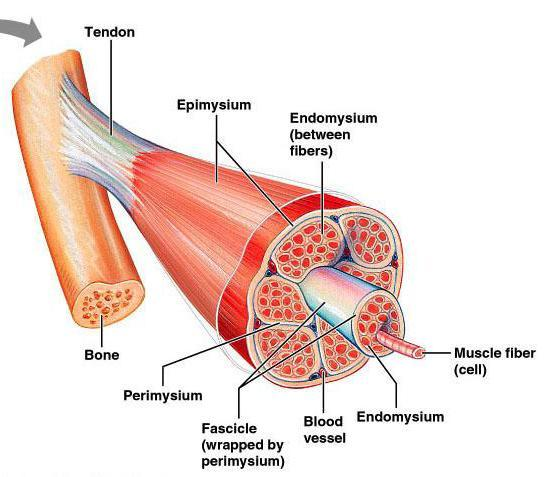 Tendon
Epimysium
Endomysium
(between
fibers)
Bone
Perimysium
Fascicle
(wrapped by
perimysium)
Blood
vessel
Endomysium
Muscle fiber
(cell)